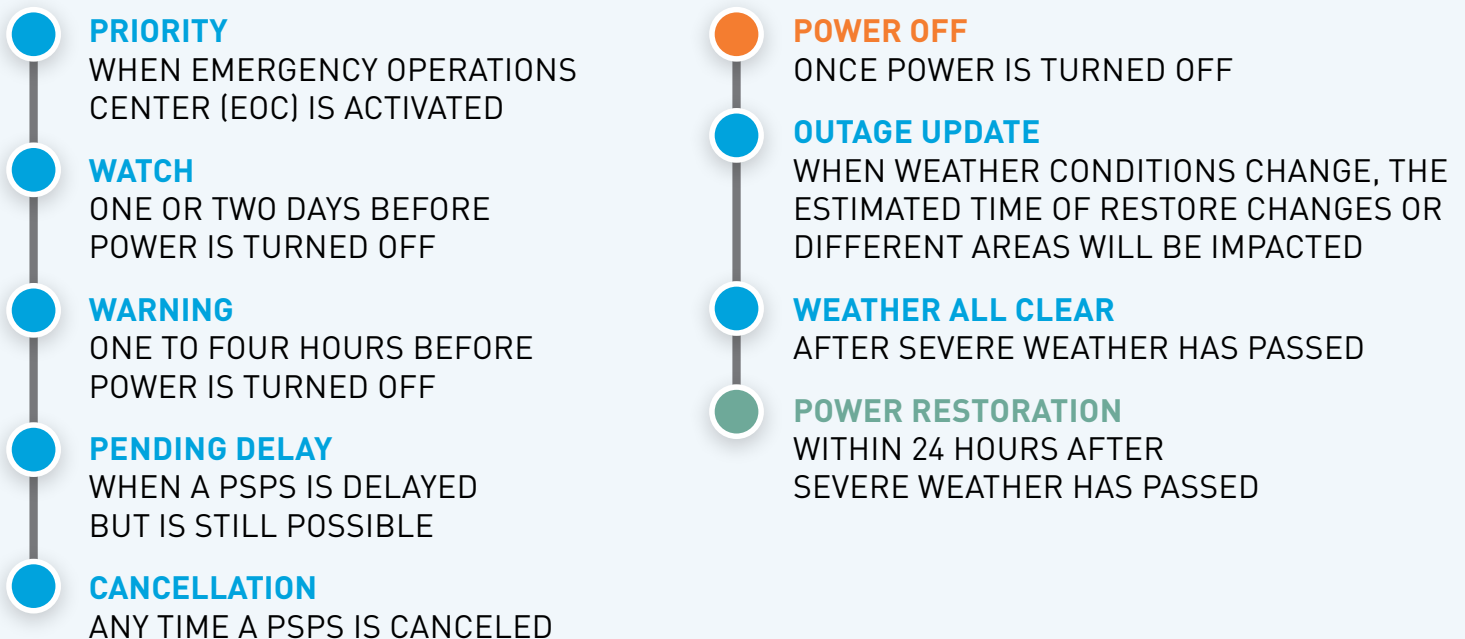 PRIORITY
WHEN EMERGENCY OPERATIONS
CENTER (EOC) IS ACTIVATED
WATCH
ONE OR TWO DAYS BEFORE
POWER IS TURNED OFF
WARNING
ONE TO FOUR HOURS BEFORE
POWER IS TURNED OFF
PENDING DELAY
WHEN A PSPS IS DELAYED
BUT IS STILL POSSIBLE
CANCELLATION
ANY TIME A PSPS IS CANCELED
POWER OFF
ONCE POWER IS TURNED OFF
OUTAGE UPDATE
WHEN WEATHER CONDITIONS CHANGE, THE
ESTIMATED TIME OF RESTORE CHANGES OR
DIFFERENT AREAS WILL BE IMPACTED
WEATHER ALL CLEAR
AFTER SEVERE WEATHER HAS PASSED
POWER RESTORATION
WITHIN 24 HOURS AFTER
SEVERE WEATHER HAS PASSED